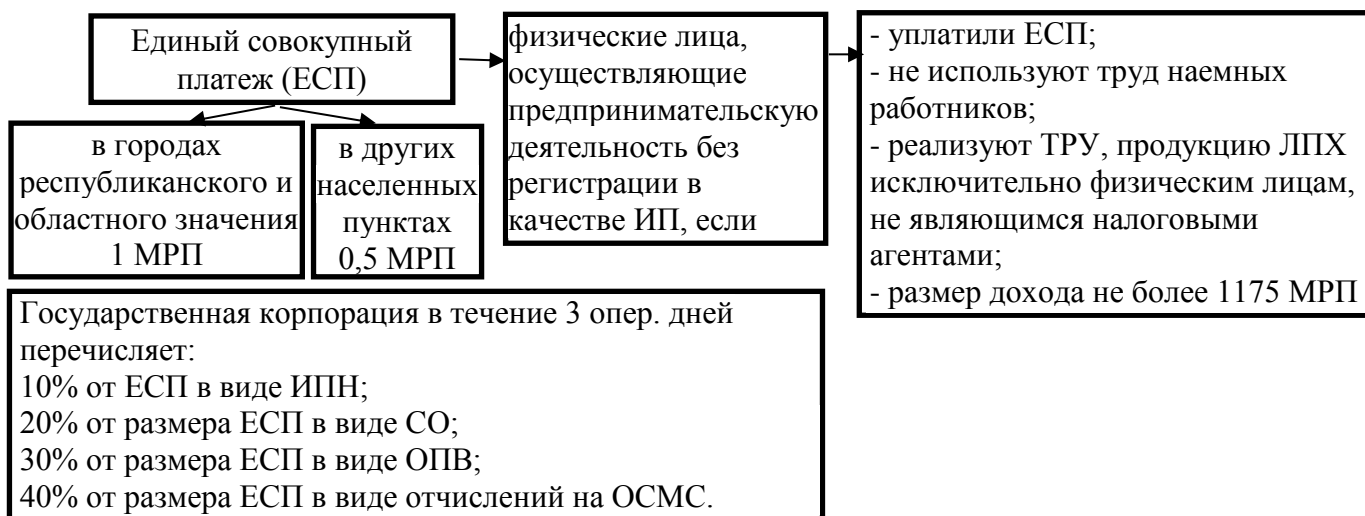 Единый совокупный
платеж (ЕСП)
в городах
республиканского и
областного значения
1 МРП
в других
населенных
пунктах
0,5 МРП
физические лица,
осуществляющие
предпринимательскую
деятельность без
регистрации в
качестве ИП, если
- уплатили ЕСП;
- не используют труд наемных
работников;
- реализуют ТРУ, продукцию ЛПХ
исключительно физическим лицам,
не являющимся налоговыми
агентами;
- размер дохода не более 1175 МРП
Государственная корпорация в течение 3 опер. дней
перечисляет:
10% от ЕСП в виде ИПН;
20% от размера ЕСП в виде СО;
30% от размера ЕСП в виде ОПВ;
40% от размера ЕСП в виде отчислений на ОСМС.